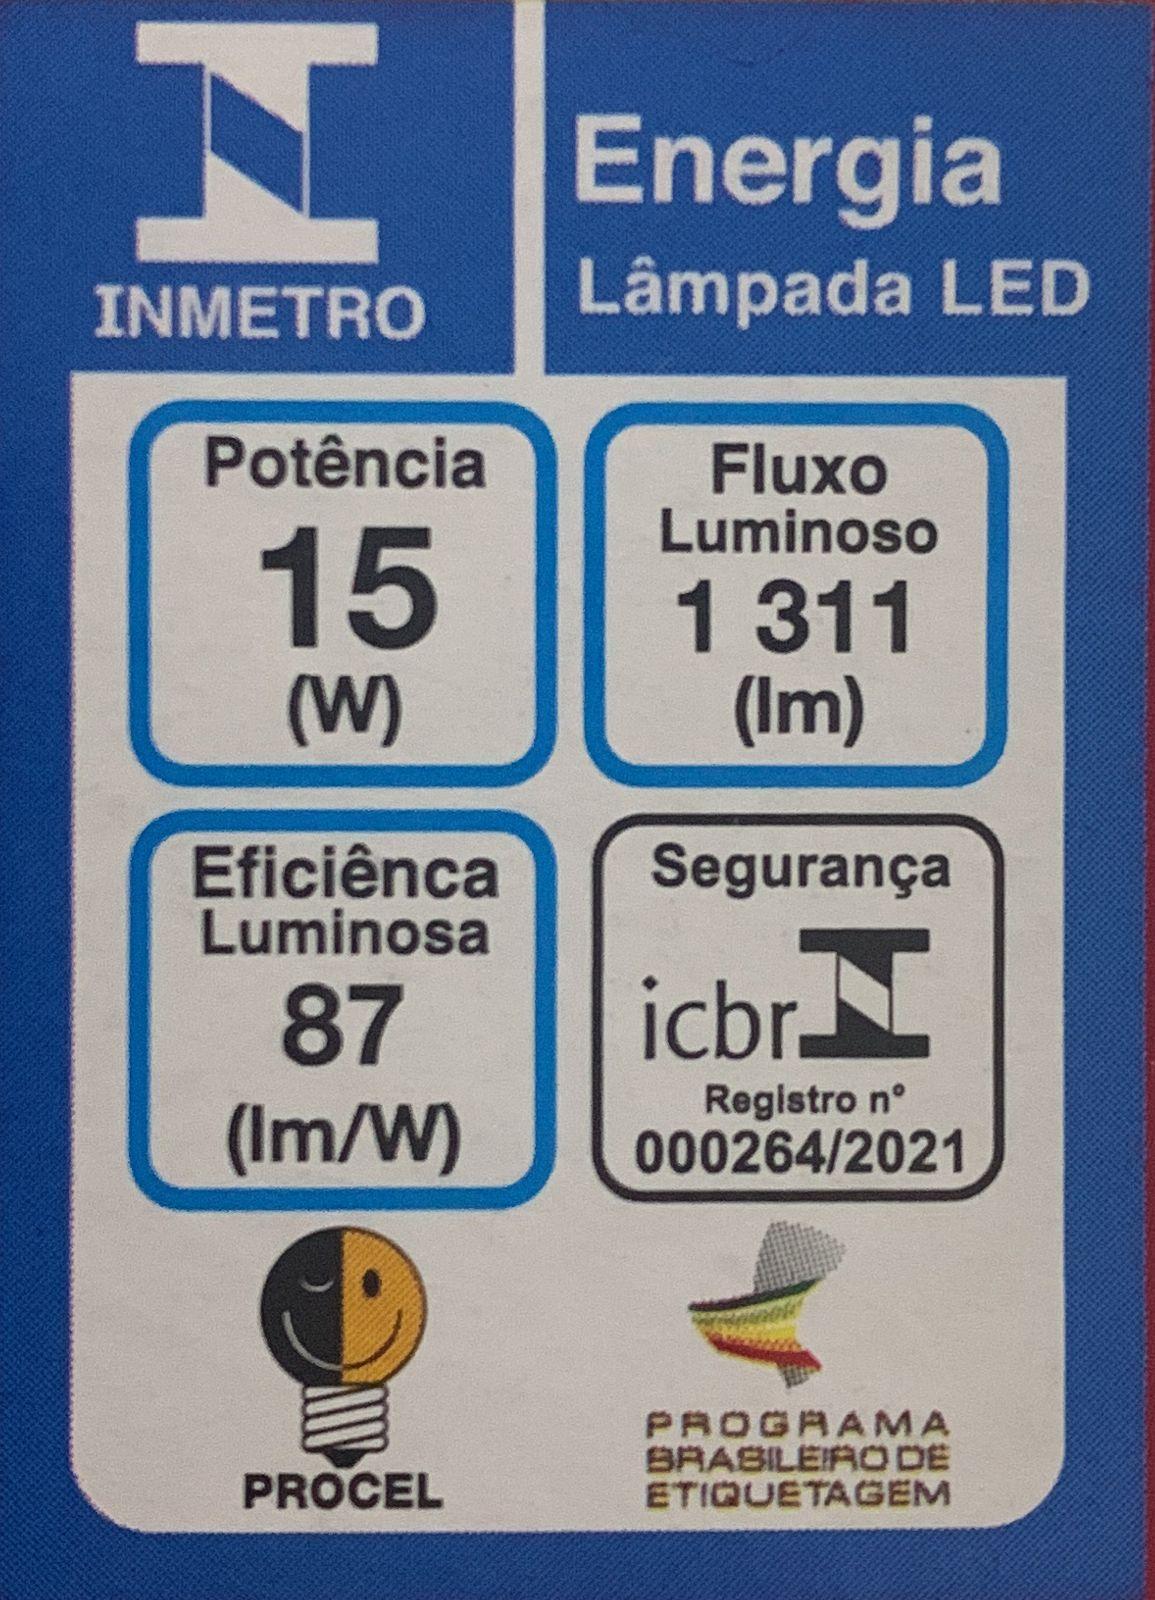 INMETRO
Energia
Lâmpada LED
Potência
15
(W)
Fluxo
Luminoso
1 311
(lm)
Eficiênca
Luminosa
87
(lm/W)
Segurança
icbr
Registro n°
000264/2021
PROCEL
PROGRAMA
BRASILEIRO DE
ETIQUETAGEM